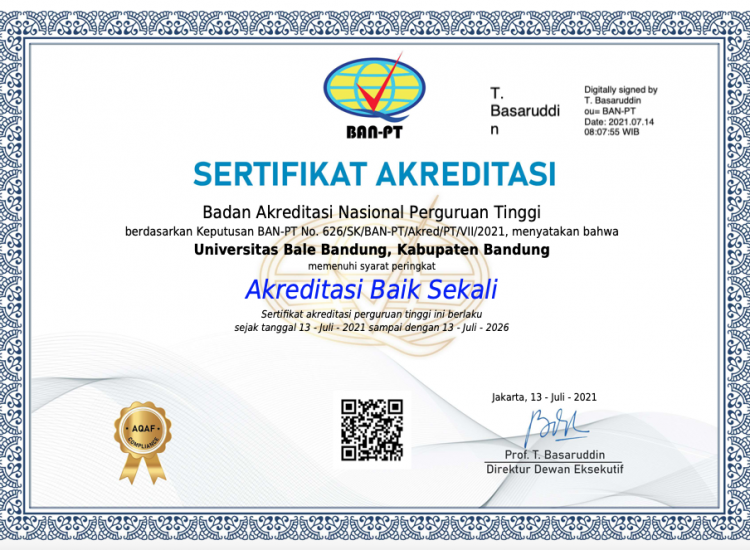 BAN-PT
T.
Basaruddi
n
Digitally signed by
T. Basaruddin
ou= BAN-PT
Date: 2021.07.14
08:07:55 WIB
SERTIFIKAT AKREDITASI
Badan Akreditasi Nasional Perguruan Tinggi
berdasarkan Keputusan BAN-PT No. 626/SK/BAN-PT/Akred/PT/VII/2021, menyatakan bahwa
Universitas Bale Bandung, Kabupaten Bandung
memenuhi syarat peringkat
Akreditasi Baik Sekali
Sertifikat akreditasi perguruan tinggi ini berlaku
sejak tanggal 13 - Juli - 2021 sampai dengan 13 - Juli - 2026
AQAF
COMPLIANCE
Jakarta, 13 - Juli - 2021
Prof. T. Basaruddin
Direktur Dewan Eksekutif